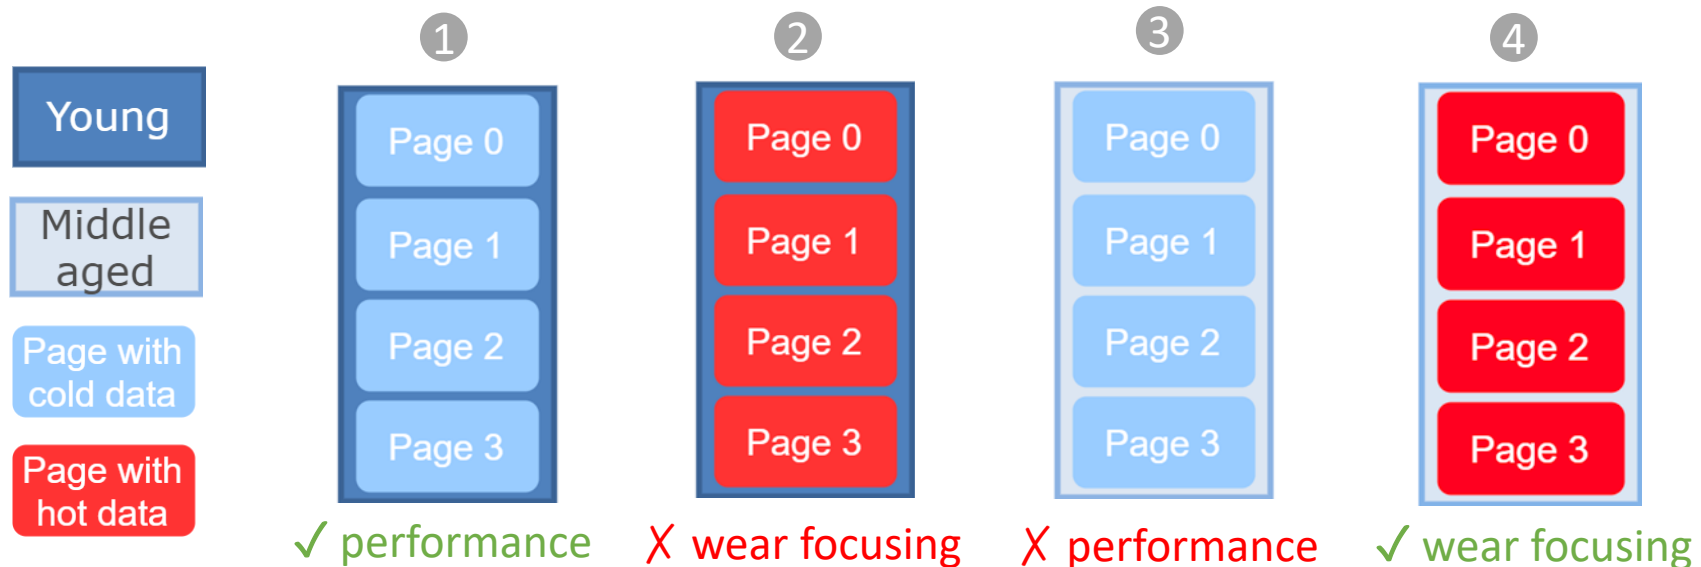 1
2
3
4
Young
Middle
aged
Page with
cold data
Page with
hot data
Page 0
Page 1
Page 2
Page 3
✓ performance
Page 0
Page 1
Page 2
Page 3
✗ wear focusing
Page 0
Page 1
Page 2
Page 3
✗ performance
Page 0
Page 1
Page 2
Page 3
✓ wear focusing